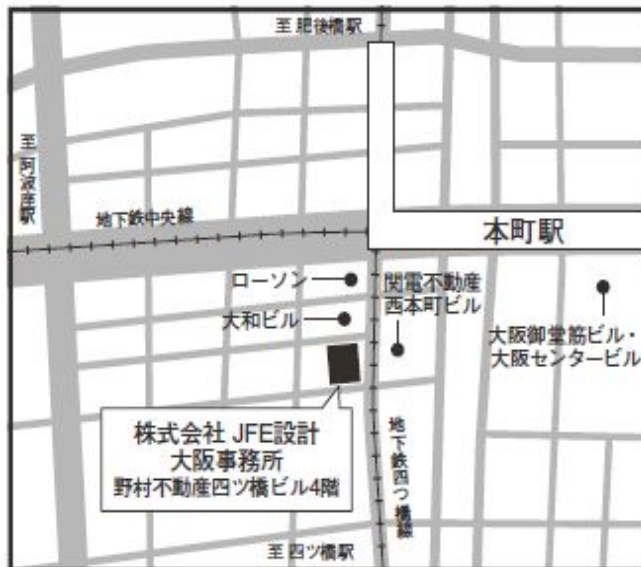 至 肥後橋駅
至 阿波座駅
地下鉄中央線
本町駅
ローソン
関電不動産
西本町ビル
大和ビル
大阪御堂筋ビル・
大阪センタービル
株式会社 JFE設計
大阪事務所
野村不動産四ツ橋ビル4階
地下鉄四つ橋線
至 四ツ橋駅